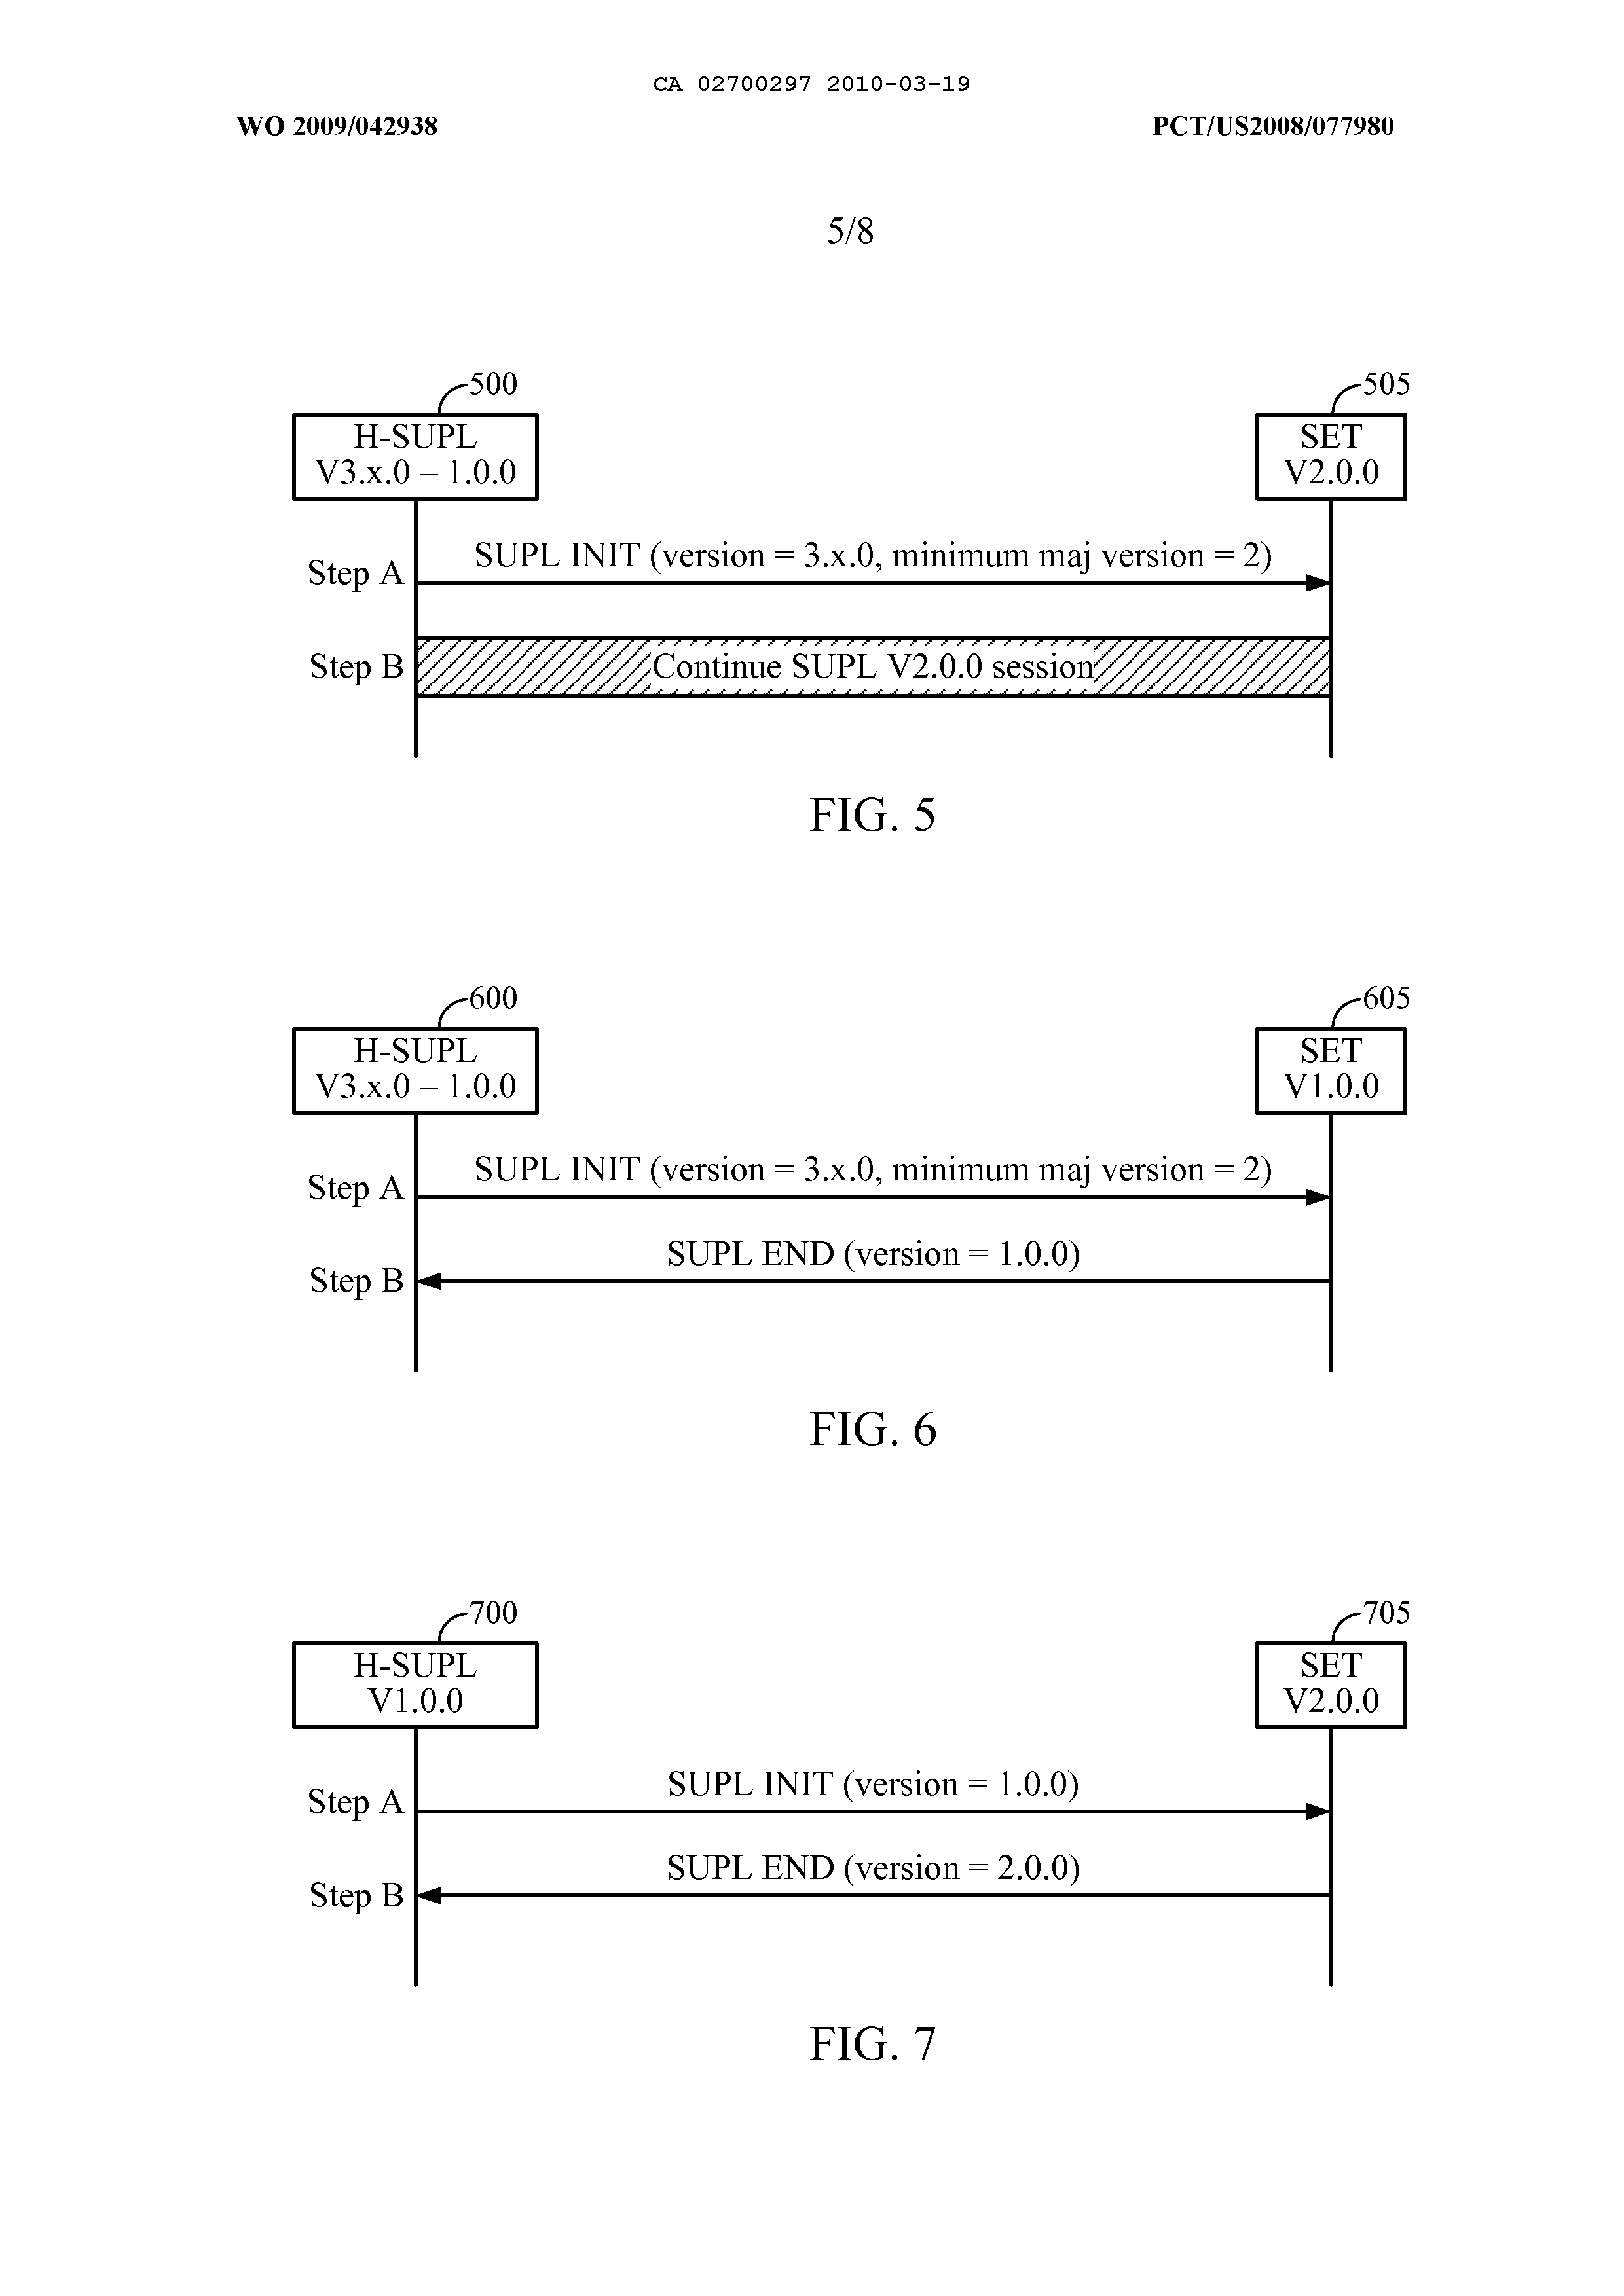 CA 02700297 2010-03-19
WO 2009/042938
PCT/US2008/077980
5/8
500
505
H-SUPL
V3.x.0 – 1.0.0
SET
V2.0.0
SUPL INIT (version = 3.x.0, minimum maj version = 2)
Step A
Step B
Continue SUPL V2.0.0 session
FIG. 5
600
605
H-SUPL
V3.x.0 – 1.0.0
SET
V1.0.0
SUPL INIT (version = 3.x.0, minimum maj version = 2)
Step A
SUPL END (version = 1.0.0)
Step B
FIG. 6
700
705
H-SUPL
V1.0.0
SET
V2.0.0
SUPL INIT (version = 1.0.0)
Step A
SUPL END (version = 2.0.0)
Step B
FIG. 7